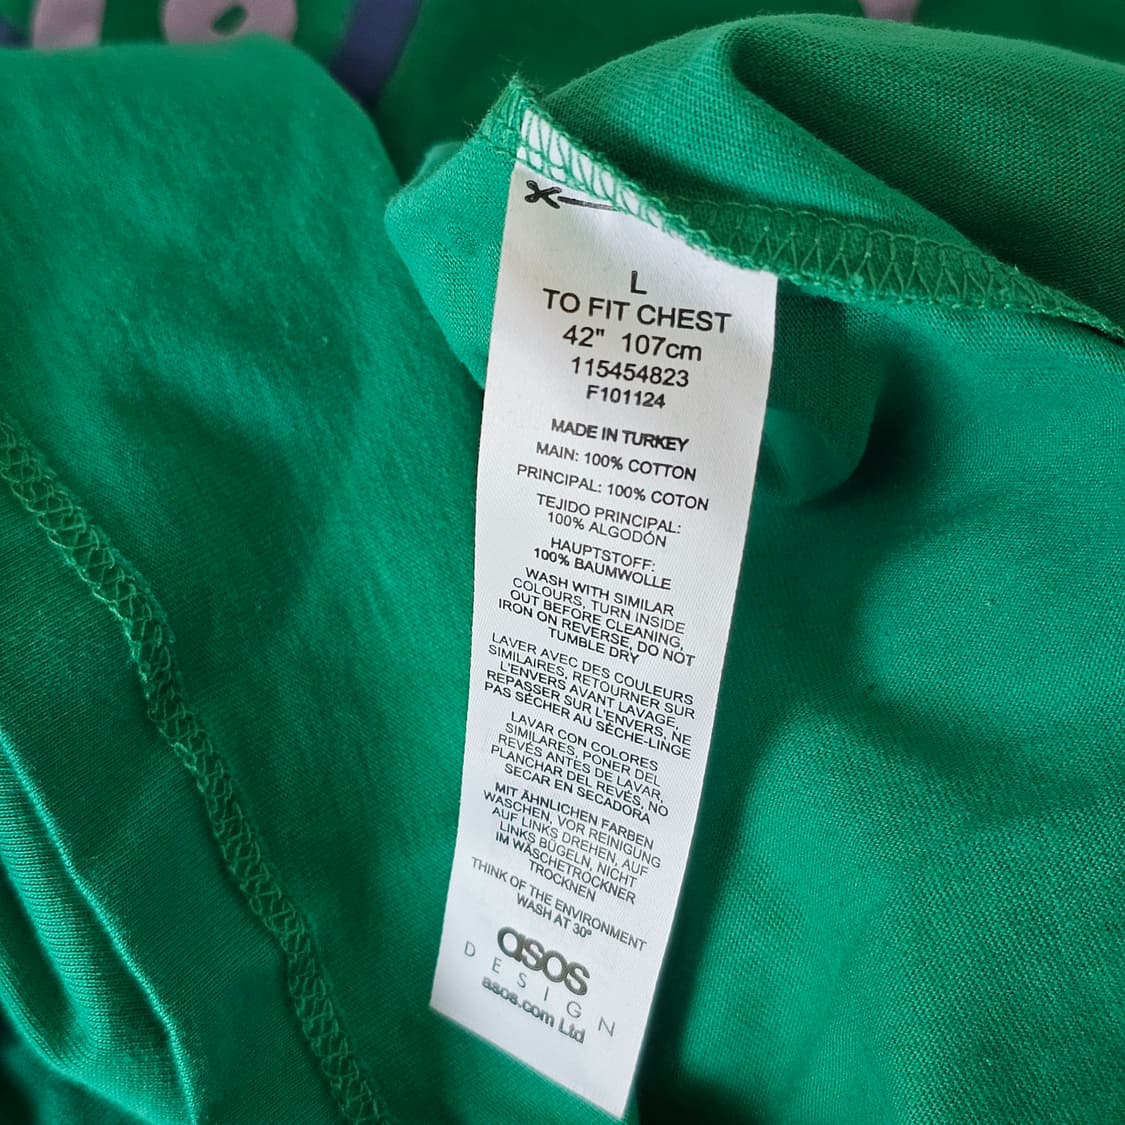 L
TO FIT CHEST
42" 107cm
115454823
F101124
MADE IN TURKEY
MAIN: 100% COTTON
PRINCIPAL: 100% COTON
TEJIDO PRINCIPAL:
100% ALGODÓN
HAUPTSTOFF:
100% BAUMWOLLE
WASH WITH SIMILAR
COLOURS, TURN INSIDE
OUT BEFORE CLEANING,
IRON ON REVERSE, DO NOT
TUMBLE DRY
LAVER AVEC DES COULEURS
SIMILAIRES, RETOURNER SUR
L'ENVERS AVANT LAVAGE,
REPASSER SUR L'ENVERS, NE
PAS SÉCHER AU SÈCHE-LINGE
LAVAR CON COLORES
SIMILARES, PONER DEL
REVÉS ANTES DE LAVAR,
PLANCHAR DEL REVÉS, NO
SECAR EN SECADORA
MIT ÄHNLICHEN FARBEN
WASCHEN, VOR REINIGUNG
AUF LINKS DREHEN, AUF
LINKS BÜGELN, NICHT
IM WÄSCHETROCKNER
TROCKNEN
THINK OF THE ENVIRONMENT
WASH AT 30°
asos
DESIGN
asos.com Ltd